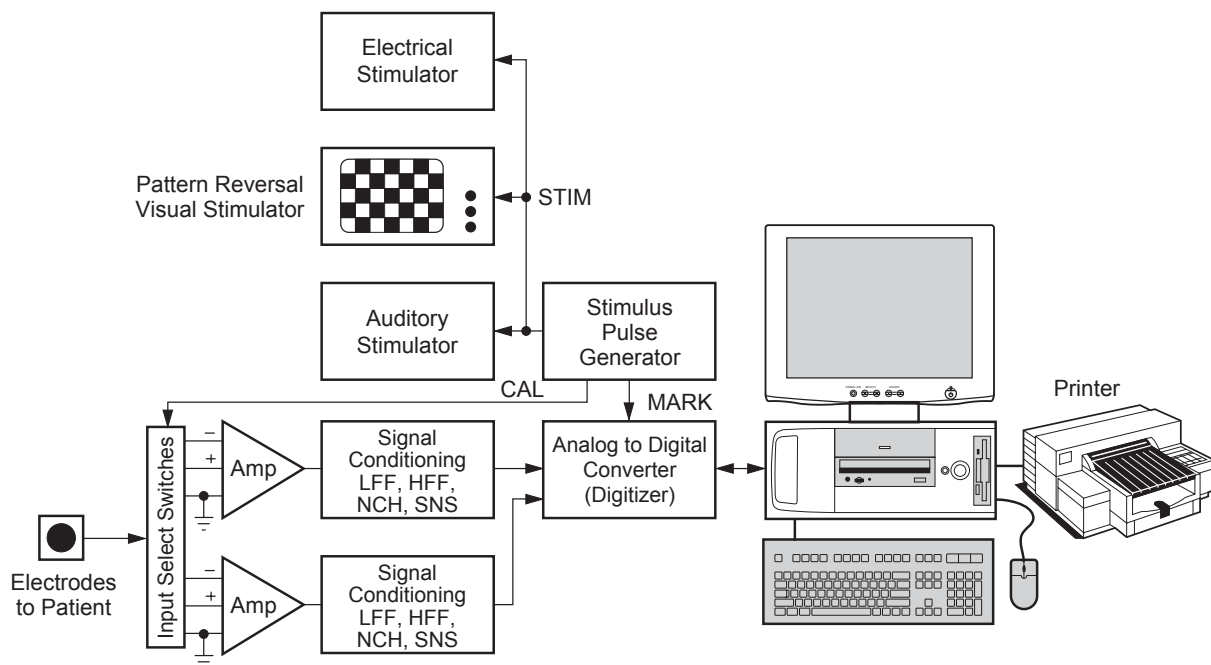 Electrical
Stimulator
Pattern Reversal
Visual Stimulator
STIM
Auditory
Stimulator
Stimulus
Pulse
Generator
CAL
MARK
Printer
Input Select Switches
−
+
Amp
Signal
Conditioning
LFF, HFF,
NCH, SNS
Analog to Digital
Converter
(Digitizer)
Electrodes
to Patient
−
+
Amp
Signal
Conditioning
LFF, HFF,
NCH, SNS